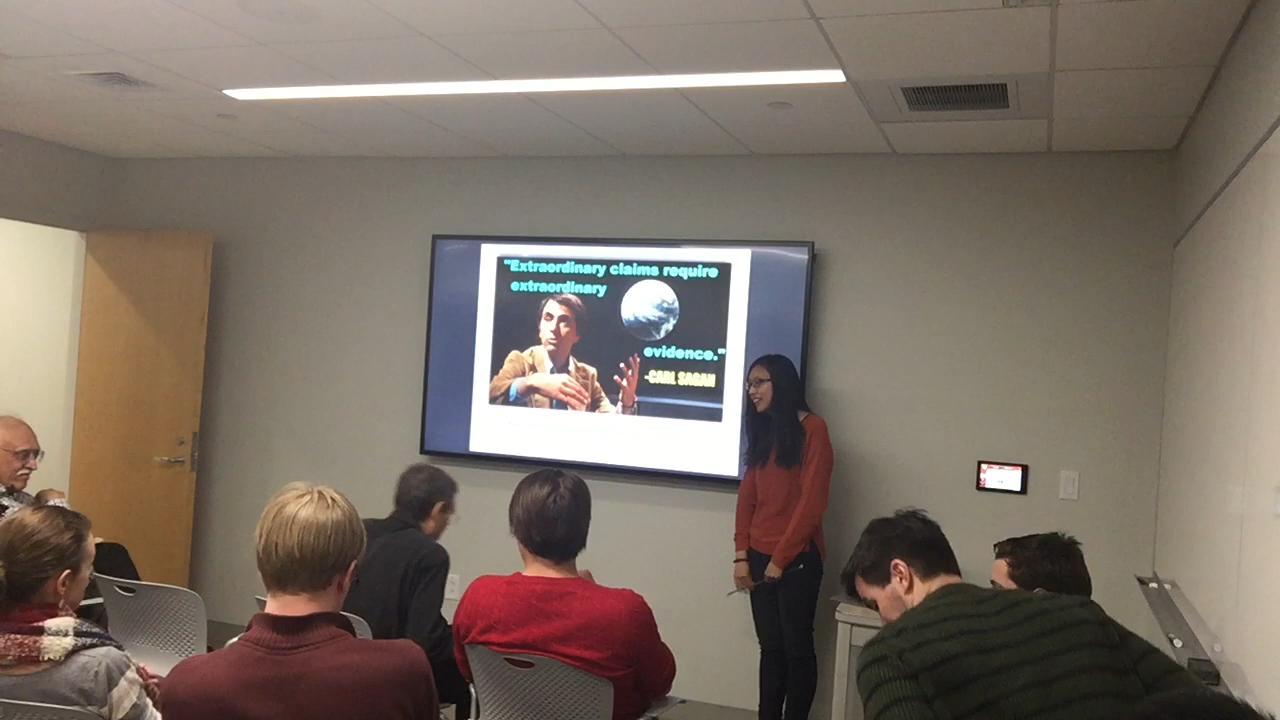 "Extraordinary claims require
extraordinary
evidence."
-CARL SAGAN